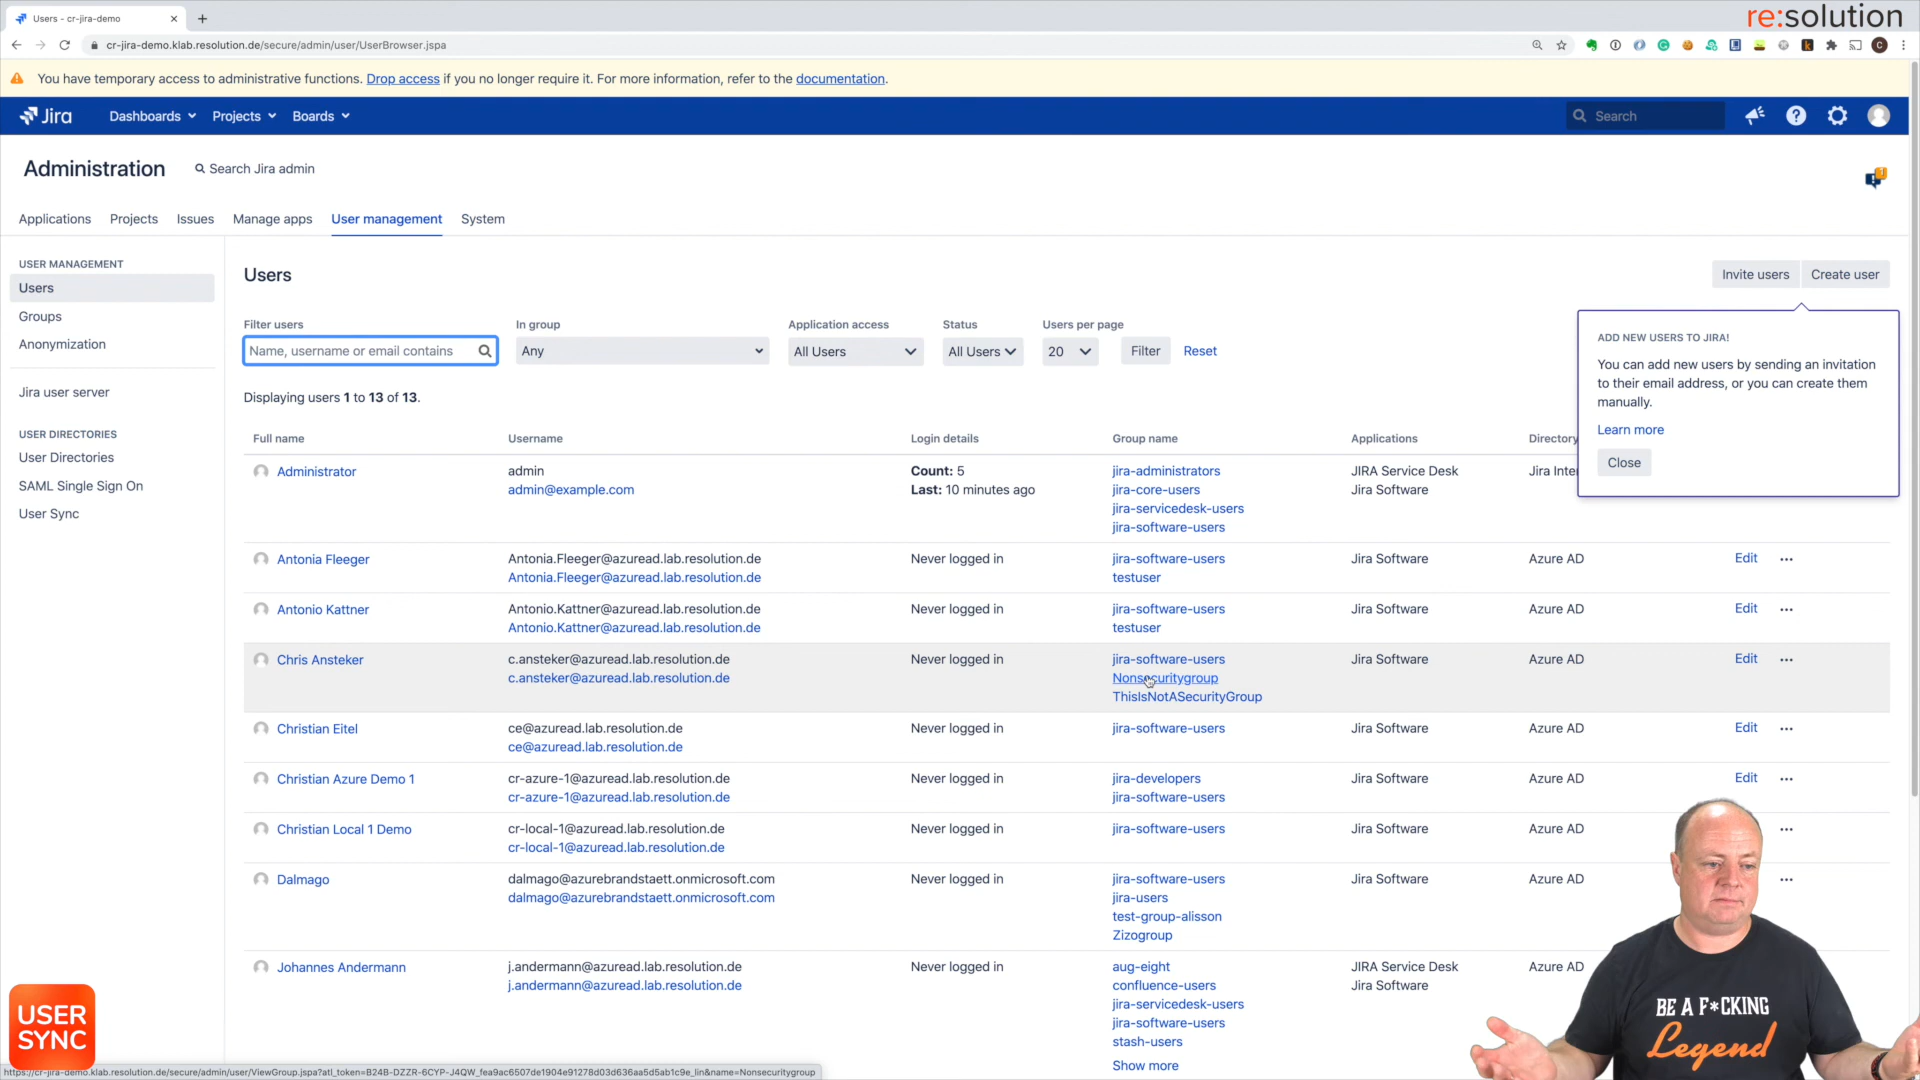 Users - cr-jira-demo
re:solution
cr-jira-demo.klab.resolution.de/secure/admin/user/UserBrowser.jspa
You have temporary access to administrative functions. Drop access if you no longer require it. For more information, refer to the documentation.
Jira Dashboards Projects Boards Search
Administration Search Jira admin
Applications Projects Issues Manage apps User management System
USER MANAGEMENT
Users
Groups
Anonymization
Jira user server
USER DIRECTORIES
User Directories
SAML Single Sign On
User Sync
Users
Invite users Create user
Filter users In group Application access Status Users per page
Name, username or email contains Any All Users All Users 20 Filter Reset
ADD NEW USERS TO JIRA!
You can add new users by sending an invitation
to their email address, or you can create them
manually.
Learn more
Close
Displaying users 1 to 13 of 13.
Full name Username Login details Group name Applications Directory
Administrator admin Count: 5 jira-administrators JIRA Service Desk Jira Inter
admin@example.com Last: 10 minutes ago jira-core-users Jira Software
jira-servicedesk-users
jira-software-users
Antonia Fleeger Antonia.Fleeger@azuread.lab.resolution.de Never logged in jira-software-users Jira Software Azure AD Edit ...
Antonia.Fleeger@azuread.lab.resolution.de testuser
Antonio Kattner Antonio.Kattner@azuread.lab.resolution.de Never logged in jira-software-users Jira Software Azure AD Edit ...
Antonio.Kattner@azuread.lab.resolution.de testuser
Chris Ansteker c.ansteker@azuread.lab.resolution.de Never logged in jira-software-users Jira Software Azure AD Edit ...
c.ansteker@azuread.lab.resolution.de Nonsecuritygroup
ThisIsNotASecurityGroup
Christian Eitel ce@azuread.lab.resolution.de Never logged in jira-software-users Jira Software Azure AD Edit ...
ce@azuread.lab.resolution.de
Christian Azure Demo 1 cr-azure-1@azuread.lab.resolution.de Never logged in jira-developers Jira Software Azure AD Edit ...
cr-azure-1@azuread.lab.resolution.de jira-software-users
Christian Local 1 Demo cr-local-1@azuread.lab.resolution.de Never logged in jira-software-users Jira Software Azure AD ...
cr-local-1@azuread.lab.resolution.de
Dalmago dalmago@azurebrandstaett.onmicrosoft.com Never logged in jira-software-users Jira Software Azure AD ...
dalmago@azurebrandstaett.onmicrosoft.com jira-users
test-group-alisson
Zizogroup
Johannes Andermann j.andermann@azuread.lab.resolution.de Never logged in aug-eight JIRA Service Desk Azure AD
j.andermann@azuread.lab.resolution.de confluence-users Jira Software
jira-servicedesk-users
jira-software-users
stash-users
Show more
USER
SYNC
BE A F*CKING
Legend